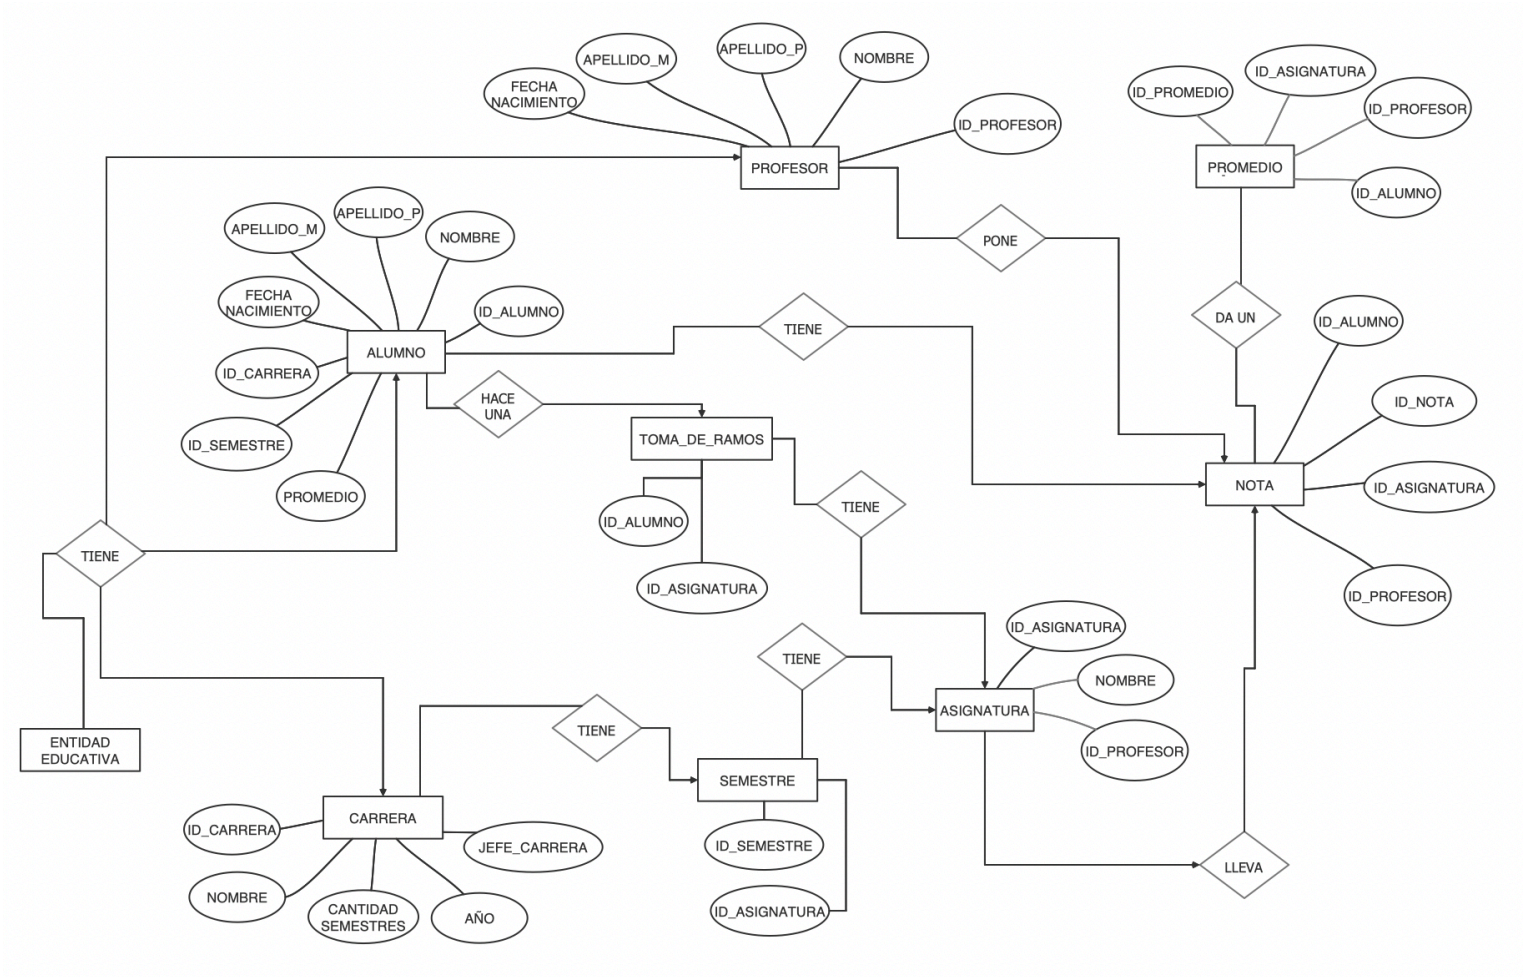 APELLIDO_M
APELLIDO_P
NOMBRE
FECHA
NACIMIENTO
ID_PROFESOR
PROFESOR
ID_PROMEDIO
ID_ASIGNATURA
ID_PROFESOR
PROMEDIO
ID_ALUMNO
APELLIDO_M
APELLIDO_P
NOMBRE
FECHA
NACIMIENTO
ID_ALUMNO
ALUMNO
ID_CARRERA
ID_SEMESTRE
PROMEDIO
PONE
TIENE
DA UN
ID_ALUMNO
ID_NOTA
ID_ASIGNATURA
NOTA
ID_PROFESOR
HACE
UNA
TOMA_DE_RAMOS
ID_ALUMNO
ID_ASIGNATURA
TIENE
TIENE
ENTIDAD
EDUCATIVA
TIENE
ID_ASIGNATURA
NOMBRE
ASIGNATURA
ID_PROFESOR
TIENE
SEMESTRE
ID_SEMESTRE
ID_ASIGNATURA
CARRERA
ID_CARRERA
JEFE_CARRERA
NOMBRE
CANTIDAD
SEMESTRES
AÑO
LLEVA